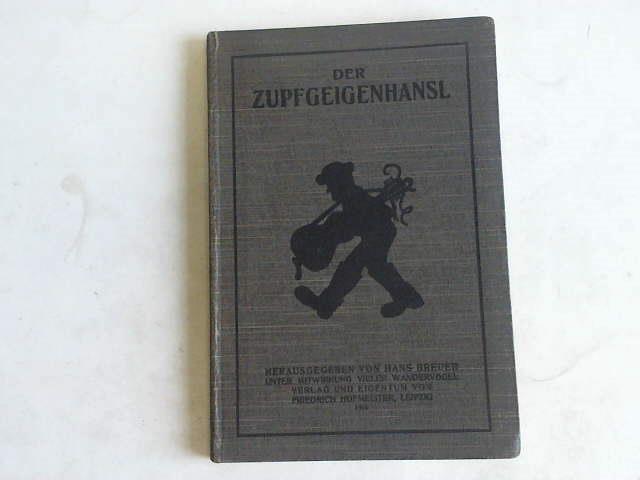 DER
ZUPFGEIGENHANSL
HERAUSGEGEBEN VON HANS BREUER
UNTER MITWIRKUNG VIELER WANDERVÖGEL
VERLAG UND EIGENTUM VON
FRIEDRICH HOFMEISTER, LEIPZIG